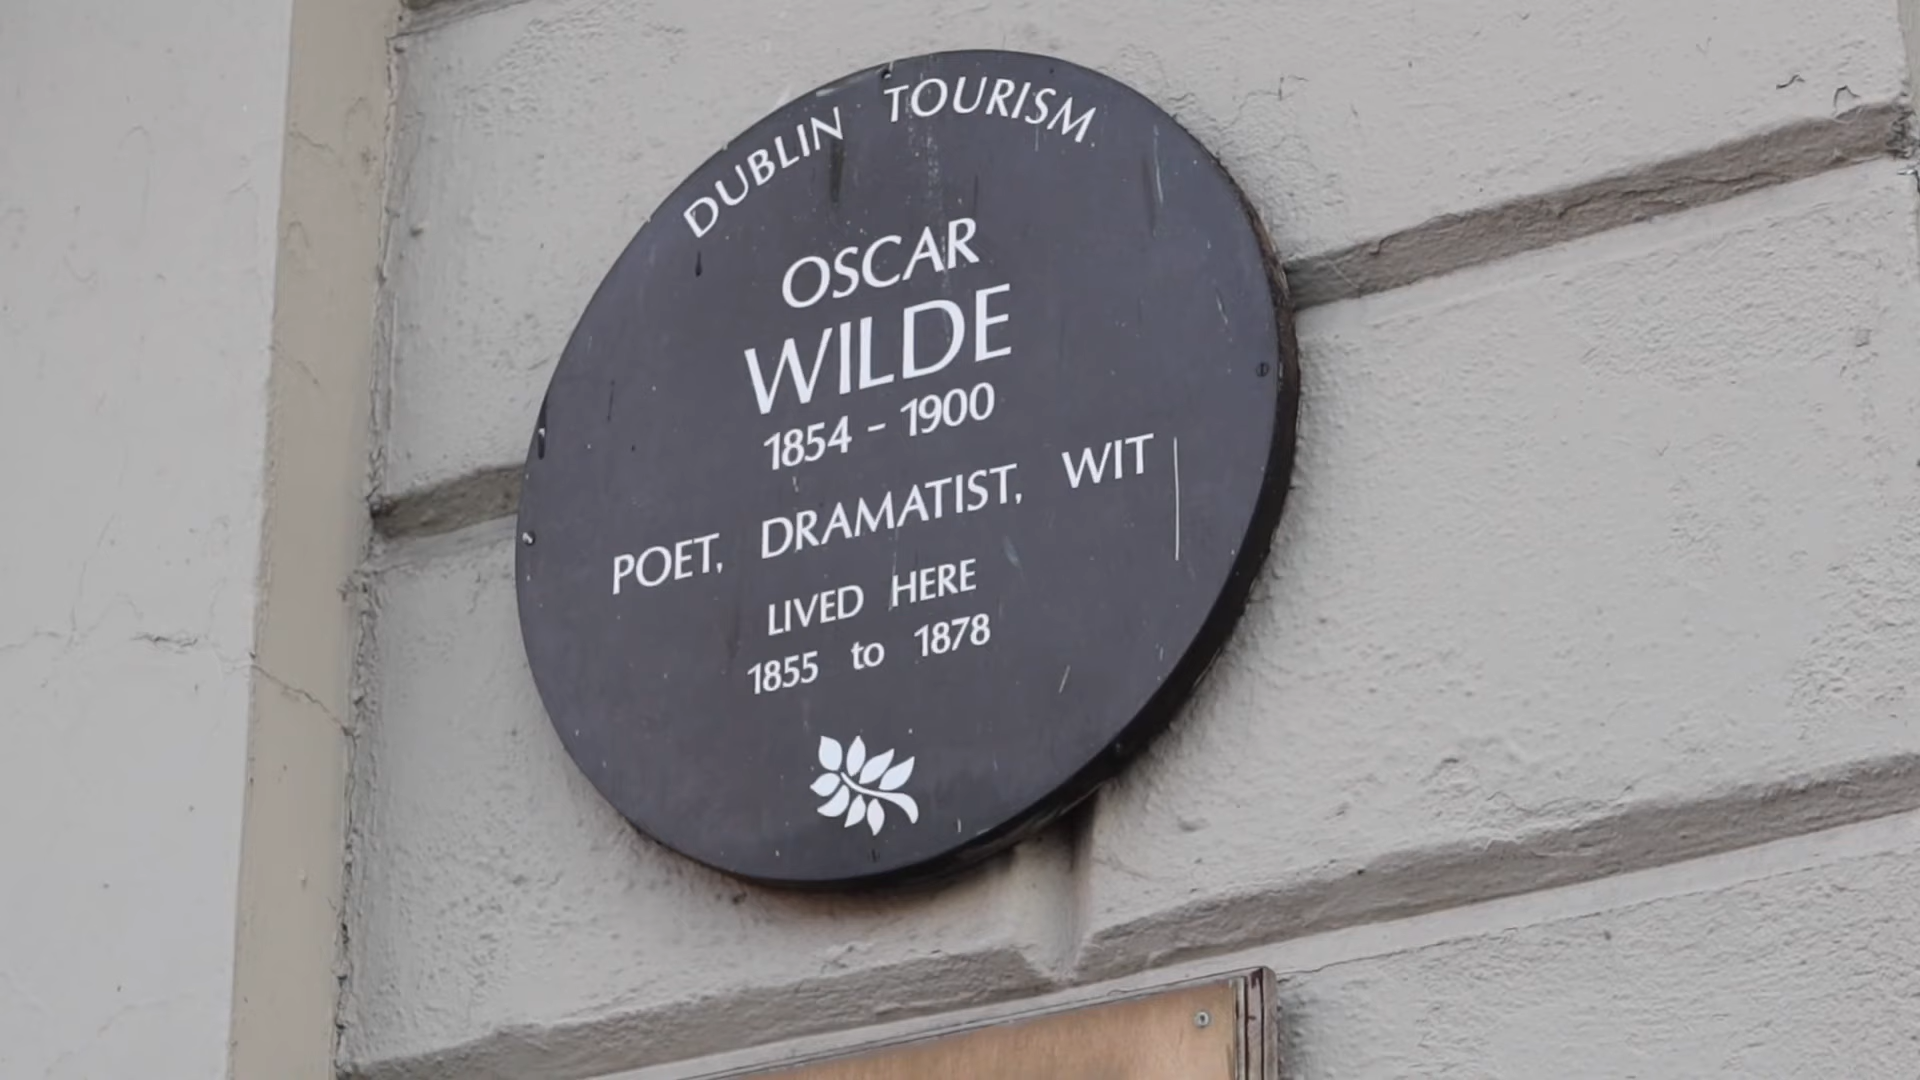 DUBLIN TOURISM
OSCAR
WILDE
1854 - 1900
POET, DRAMATIST, WIT
LIVED HERE
1855 to 1878